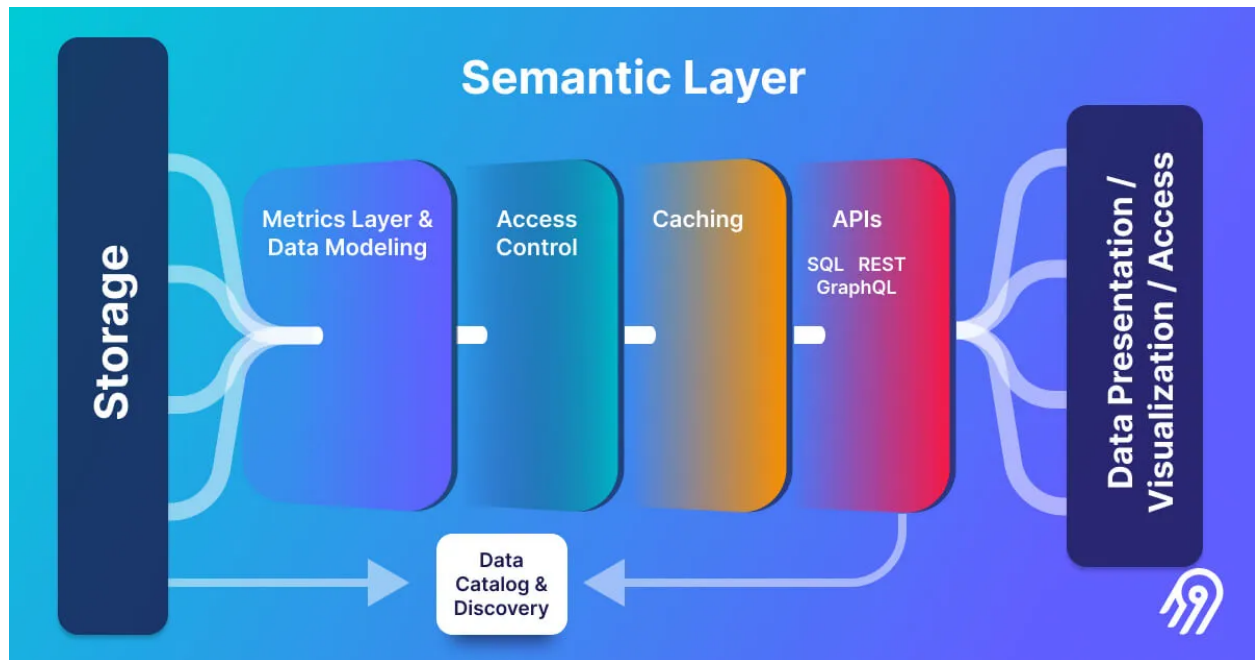 Semantic Layer
Storage
Metrics Layer &
Data Modeling
Access
Control
Caching
APIs
SQL REST
GraphQL
Data
Catalog &
Discovery
Data Presentation /
Visualization / Access